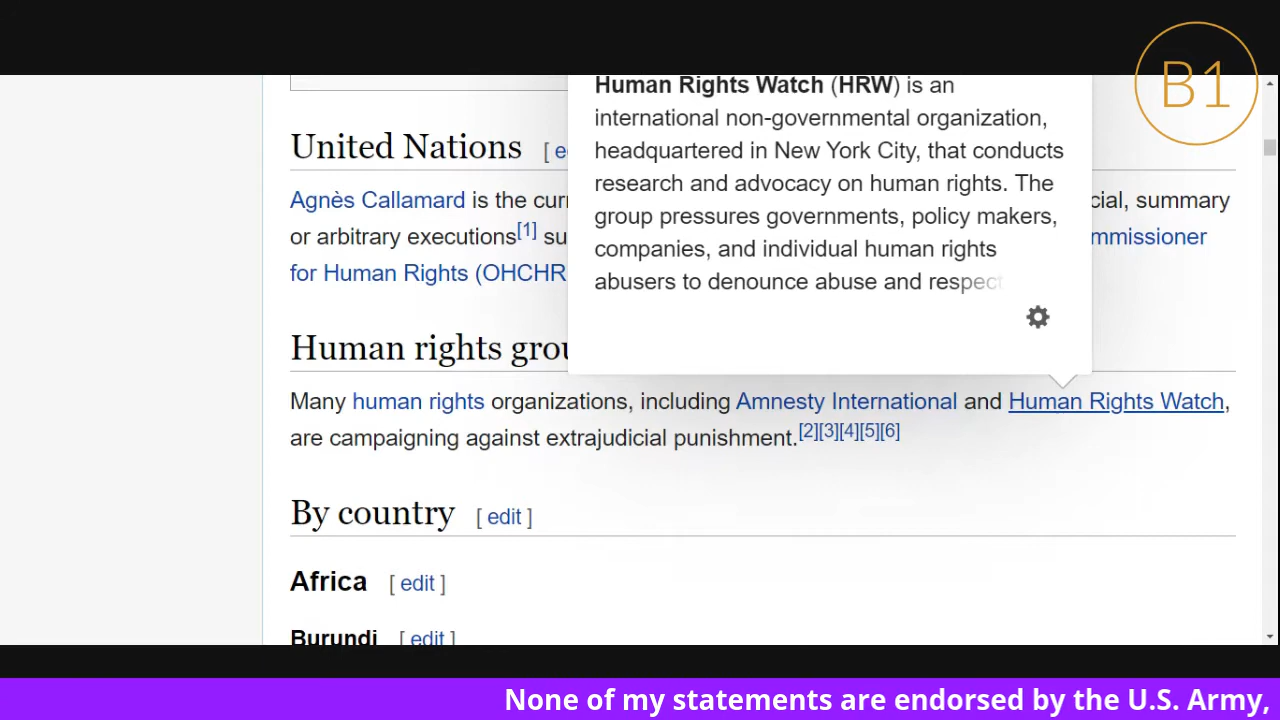 B1
Human Rights Watch (HRW) is an
international non-governmental organization,
headquartered in New York City, that conducts
research and advocacy on human rights. The
group pressures governments, policy makers,
companies, and individual human rights
abusers to denounce abuse and respect
United Nations [ e
Agnès Callamard is the curr
cial, summary
or arbitrary executions[1] su
mmissioner
for Human Rights (OHCHR
Human rights grou
Many human rights organizations, including Amnesty International and Human Rights Watch,
are campaigning against extrajudicial punishment.[2][3][4][5][6]
By country [ edit ]
Africa [ edit ]
Burundi [ edit ]
None of my statements are endorsed by the U.S. Army,